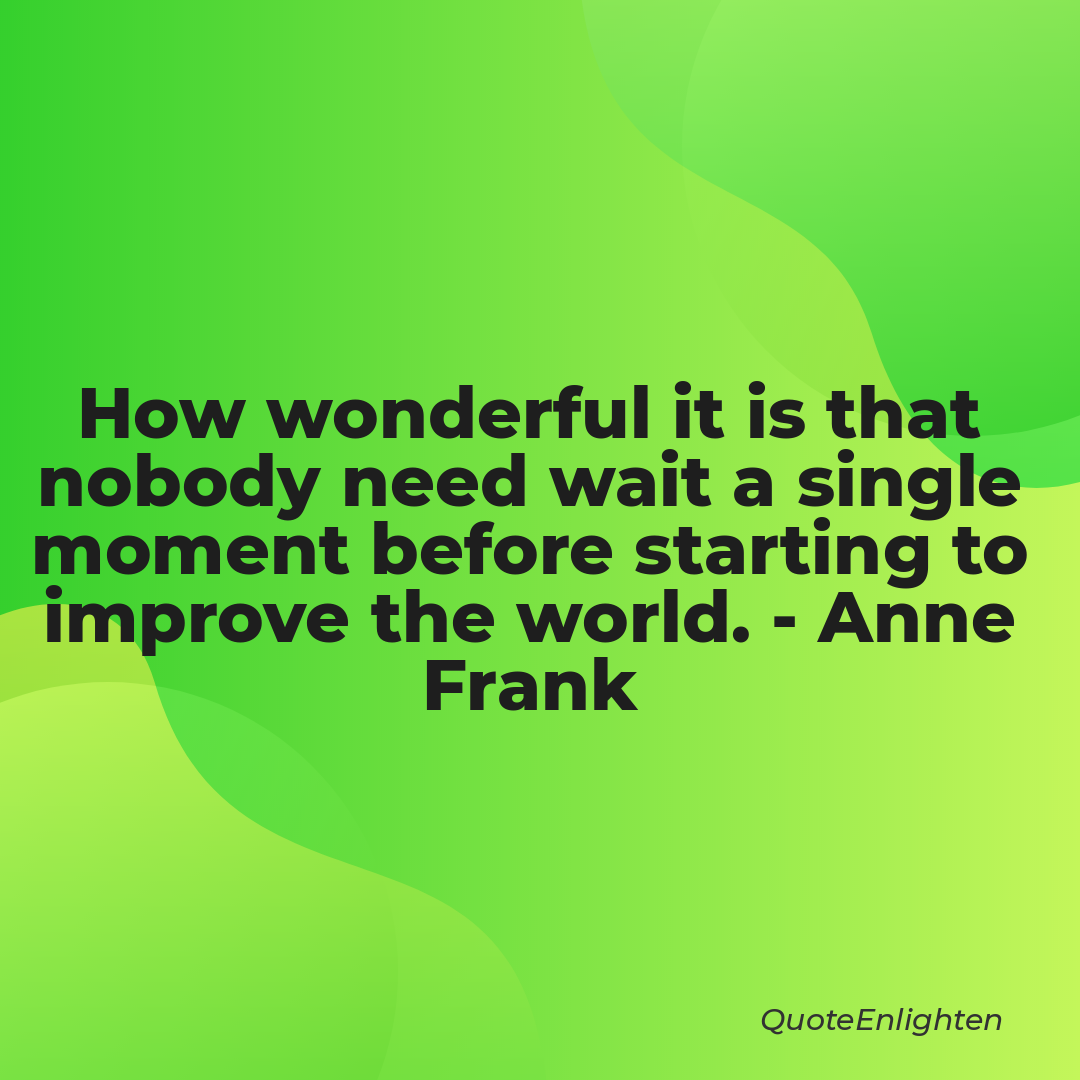 How wonderful it is that
nobody need wait a single
moment before starting to
improve the world. - Anne
Frank
QuoteEnlighten